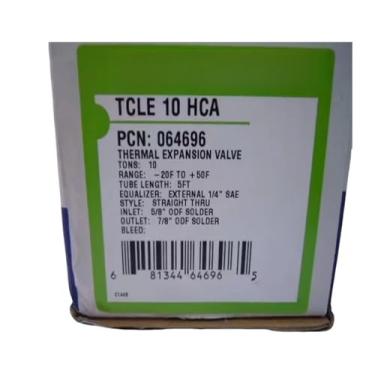 TCLE 10 HCA
PCN: 064696
THERMAL EXPANSION VALVE
TONS: 10
RANGE: -20F TO +50F
TUBE LENGTH: 5FT
EQUALIZER: EXTERNAL 1/4" SAE
STYLE: STRAIGHT THRU
INLET: 5/8" ODF SOLDER
OUTLET: 7/8" ODF SOLDER
BLEED:
6 81344 64696 5